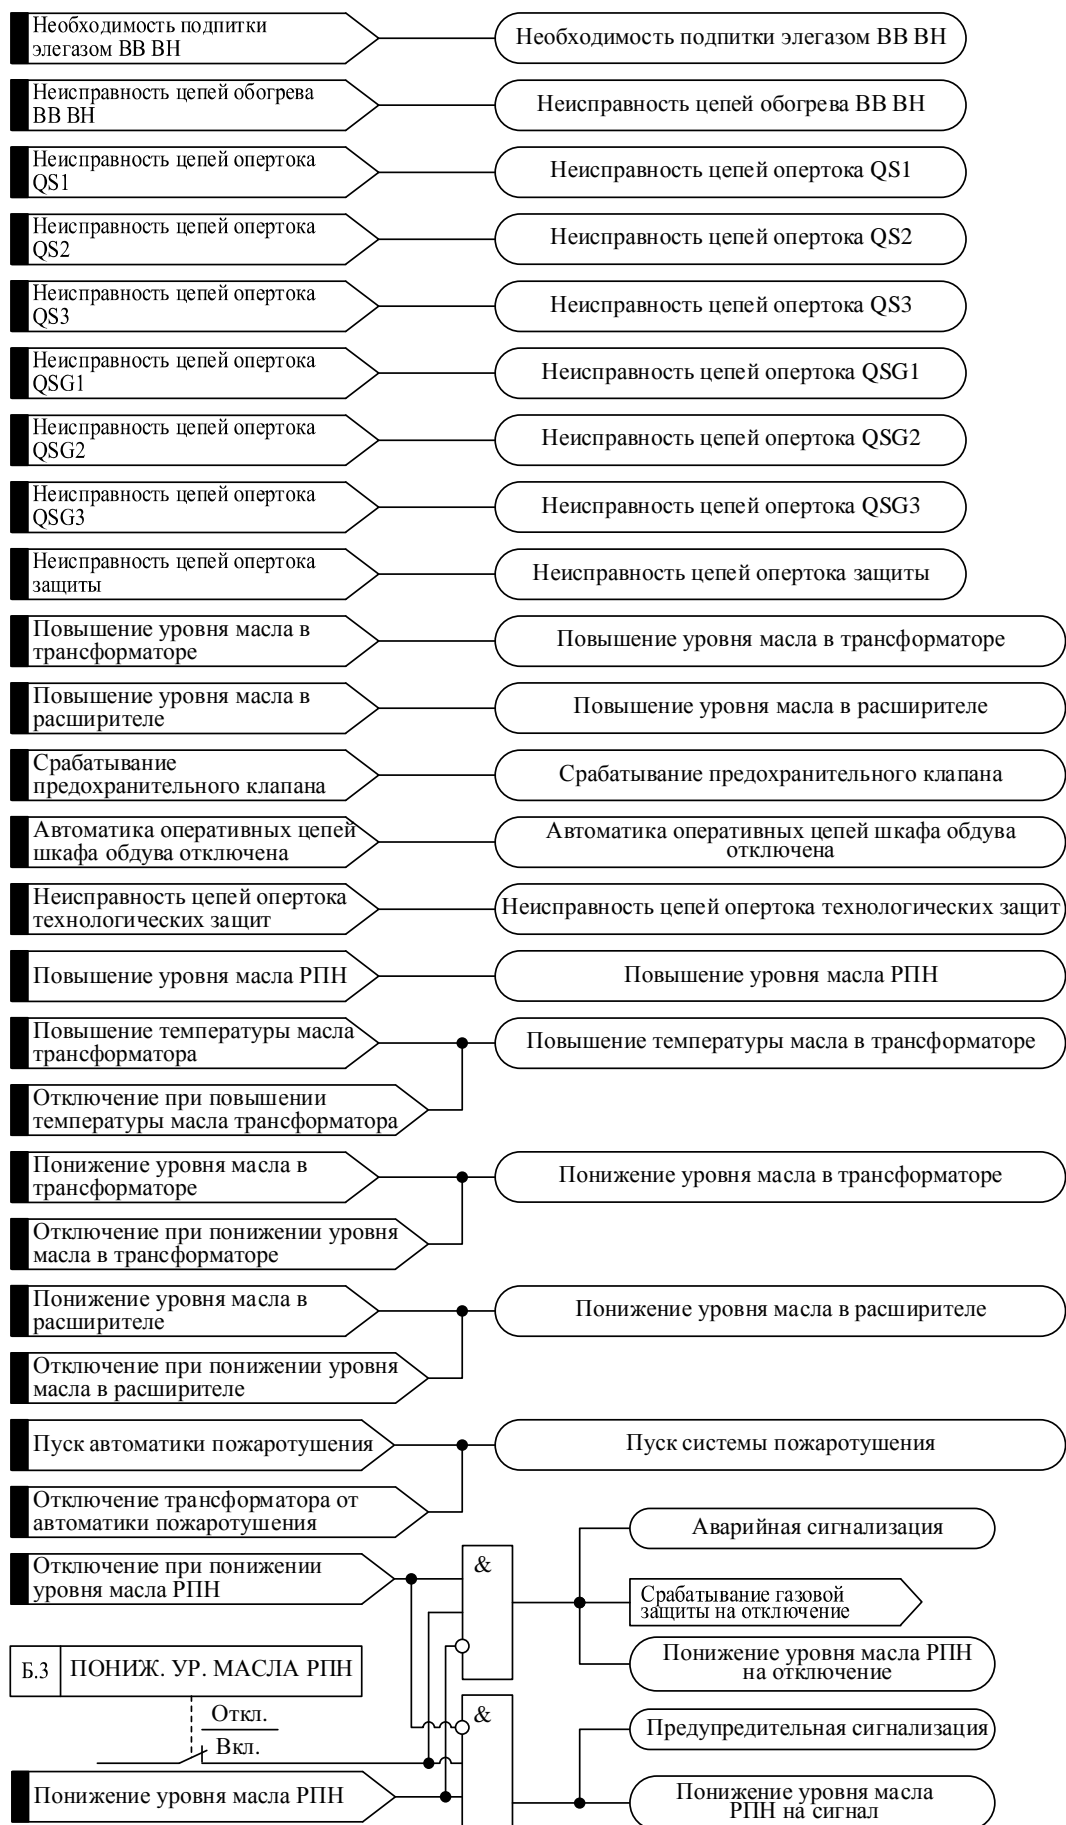 Необходимость подпитки
элегазом ВВ ВН
Необходимость подпитки элегазом ВВ ВН
Неисправность цепей обогрева
ВВ ВН
Неисправность цепей обогрева ВВ ВН
Неисправность цепей опертока
QS1
Неисправность цепей опертока QS1
Неисправность цепей опертока
QS2
Неисправность цепей опертока QS2
Неисправность цепей опертока
QS3
Неисправность цепей опертока QS3
Неисправность цепей опертока
QSG1
Неисправность цепей опертока QSG1
Неисправность цепей опертока
QSG2
Неисправность цепей опертока QSG2
Неисправность цепей опертока
QSG3
Неисправность цепей опертока QSG3
Неисправность цепей опертока
защиты
Неисправность цепей опертока защиты
Повышение уровня масла в
трансформаторе
Повышение уровня масла в трансформаторе
Повышение уровня масла в
расширителе
Повышение уровня масла в расширителе
Срабатывание
предохранительного клапана
Срабатывание предохранительного клапана
Автоматика оперативных цепей
шкафа обдува отключена
Автоматика оперативных цепей шкафа обдува
отключена
Неисправность цепей опертока
технологических защит
Неисправность цепей опертока технологических защит
Повышение уровня масла РПН
Повышение уровня масла РПН
Повышение температуры масла
трансформатора
Повышение температуры масла в трансформаторе
Отключение при повышении
температуры масла трансформатора
Понижение уровня масла в
трансформаторе
Понижение уровня масла в трансформаторе
Отключение при понижении уровня
масла в трансформаторе
Понижение уровня масла в
расширителе
Понижение уровня масла в расширителе
Отключение при понижении уровня
масла в расширителе
Пуск автоматики пожаротушения
Пуск системы пожаротушения
Отключение трансформатора от
автоматики пожаротушения
Аварийная сигнализация
Отключение при понижении
уровня масла РПН
&
Срабатывание газовой
защиты на отключение
Б.3 ПОНИЖ. УР. МАСЛА РПН
Понижение уровня масла РПН
на отключение
Откл.
Вкл.
&
Предупредительная сигнализация
Понижение уровня масла РПН
Понижение уровня масла
РПН на сигнал